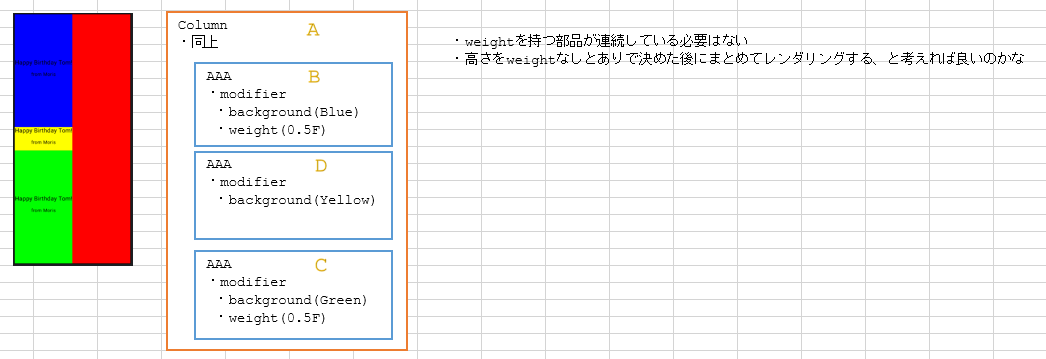 Happy Birthday Tom!
from Meris
Happy Birthday Tom!
from Meris
Happy Birthday Tom!
from Meris
Column
・同上
A
AAA
B
・modifier
・background(Blue)
・weight(0.5F)
AAA
D
・modifier
・background(Yellow)
AAA
C
・modifier
・background(Green)
・weight(0.5F)
・weightを持つ部品が連続している必要はない
・高さをweightなしとありで決めた後にまとめてレンダリングする、と考えれば良いのかな